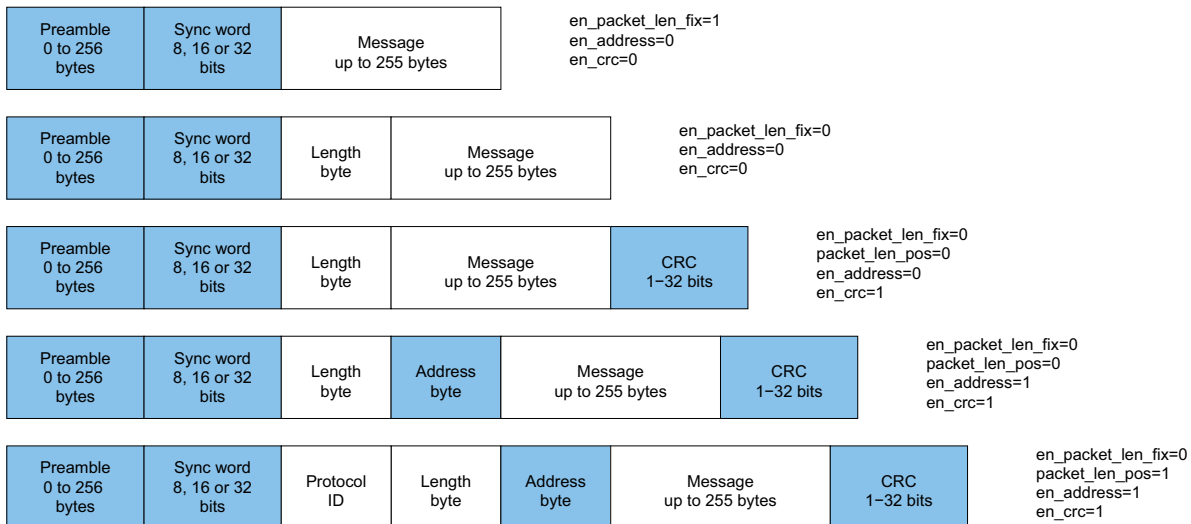 Preamble
0 to 256
bytes
Sync word
8, 16 or 32
bits
Message
up to 255 bytes
en_packet_len_fix=1
en_address=0
en_crc=0
Preamble
0 to 256
bytes
Sync word
8, 16 or 32
bits
Length
byte
Message
up to 255 bytes
en_packet_len_fix=0
en_address=0
en_crc=0
Preamble
0 to 256
bytes
Sync word
8, 16 or 32
bits
Length
byte
Message
up to 255 bytes
CRC
1−32 bits
en_packet_len_fix=0
packet_len_pos=0
en_address=0
en_crc=1
Preamble
0 to 256
bytes
Sync word
8, 16 or 32
bits
Length
byte
Address
byte
Message
up to 255 bytes
CRC
1−32 bits
en_packet_len_fix=0
packet_len_pos=0
en_address=1
en_crc=1
Preamble
0 to 256
bytes
Sync word
8, 16 or 32
bits
Protocol
ID
Length
byte
Address
byte
Message
up to 255 bytes
CRC
1−32 bits
en_packet_len_fix=0
packet_len_pos=1
en_address=1
en_crc=1